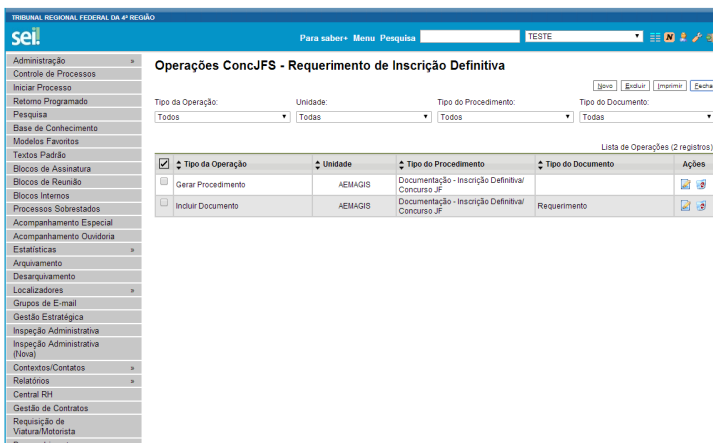 TRIBUNAL REGIONAL FEDERAL DA 4ª REGIÃO
sei!
Para saber+ Menu Pesquisa
TESTE
N
Administração »
Controle de Processos
Iniciar Processo
Retorno Programado
Pesquisa
Base de Conhecimento
Modelos Favoritos
Textos Padrão
Blocos de Assinatura
Blocos de Reunião
Blocos Internos
Processos Sobrestados
Acompanhamento Especial
Acompanhamento Ouvidoria
Estatísticas »
Arquivamento
Desarquivamento
Localizadores »
Grupos de E-mail
Gestão Estratégica
Inspeção Administrativa
Inspeção Administrativa
(Nova)
Contextos/Contatos »
Relatórios »
Central RH
Gestão de Contratos
Requisição de
Viatura/Motorista
Operações ConcJFS - Requerimento de Inscrição Definitiva
Novo Excluir Imprimir Fecha
Tipo da Operação: Unidade: Tipo do Procedimento: Tipo do Documento:
Todos Todas Todos Todas
Lista de Operações (2 registros)
Tipo da Operação Unidade Tipo do Procedimento Tipo do Documento Ações
Gerar Procedimento AEMAGIS Documentação - Inscrição Definitiva/
Concurso JF
Incluir Documento AEMAGIS Documentação - Inscrição Definitiva/ Requerimento
Concurso JF